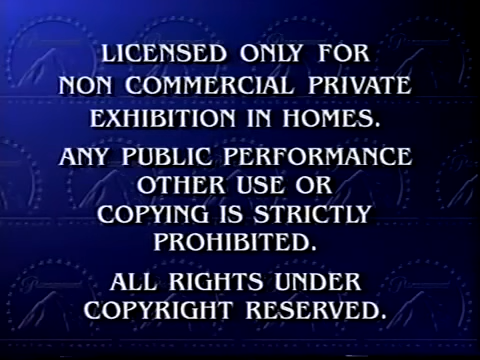 LICENSED ONLY FOR
NON COMMERCIAL PRIVATE
EXHIBITION IN HOMES.
ANY PUBLIC PERFORMANCE
OTHER USE OR
COPYING IS STRICTLY
PROHIBITED.
ALL RIGHTS UNDER
COPYRIGHT RESERVED.